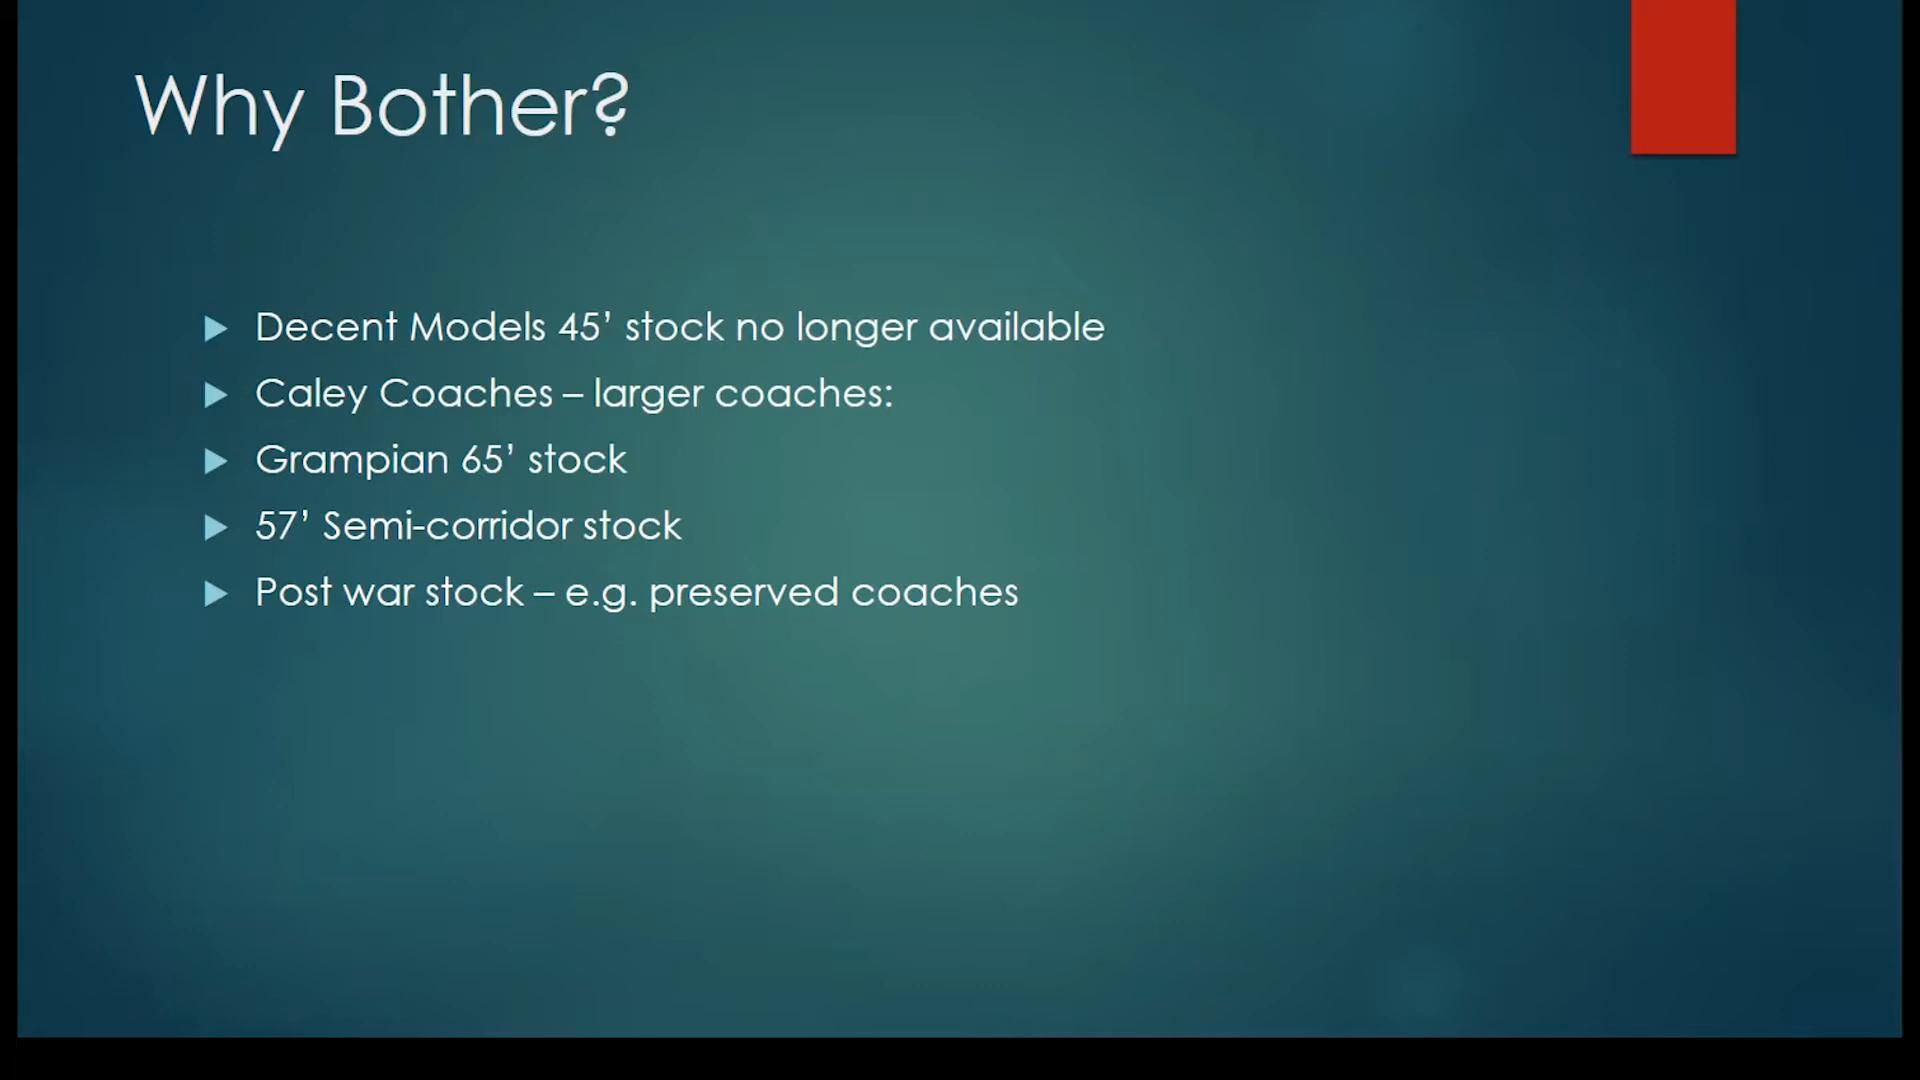 Why Bother?
Decent Models 45’ stock no longer available
Caley Coaches – larger coaches:
Grampian 65’ stock
57’ Semi-corridor stock
Post war stock – e.g. preserved coaches